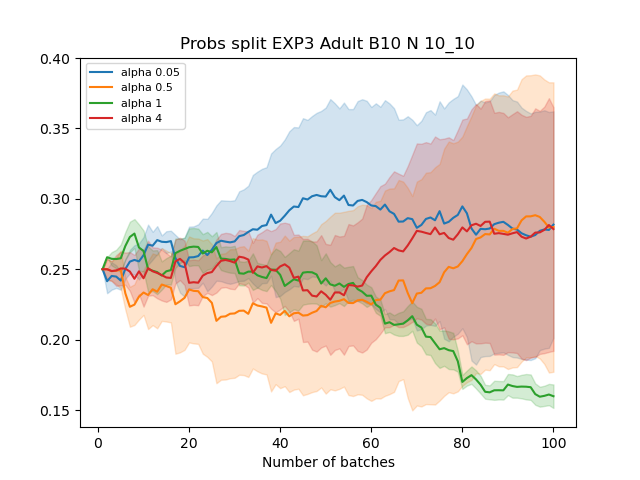 Probs split EXP3 Adult B10 N 10_10
0.40
0.35
0.30
0.25
0.20
0.15
alpha 0.05
alpha 0.5
alpha 1
alpha 4
0 20 40 60 80 100
Number of batches